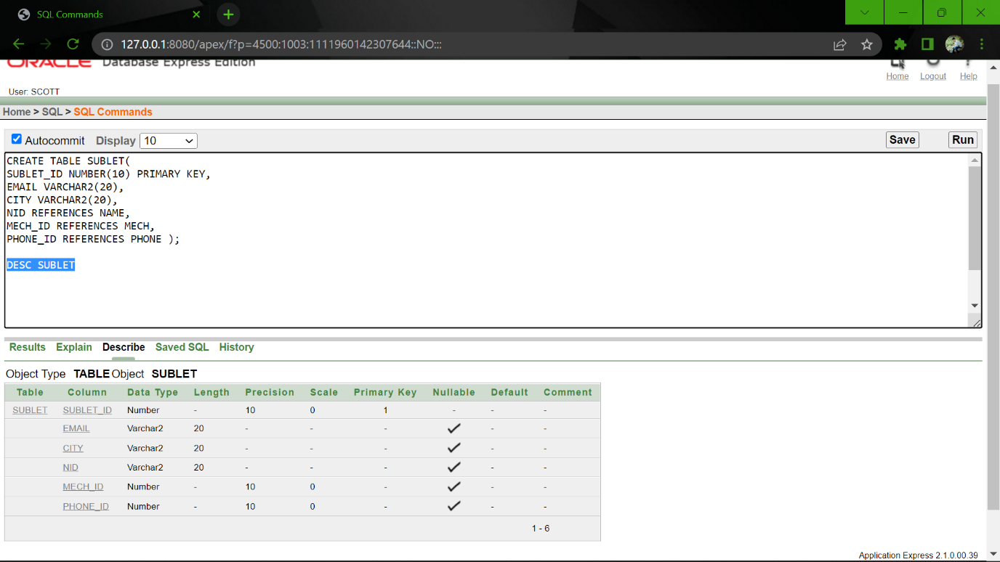 SQL Commands
127.0.0.1:8080/apex/f?p=4500:1003:1111960142307644::NO:::
ORACLE Database Express Edition
Home Logout Help
User: SCOTT
Home > SQL > SQL Commands
Autocommit Display 10 Save Run
CREATE TABLE SUBLET(
SUBLET_ID NUMBER(10) PRIMARY KEY,
EMAIL VARCHAR2(20),
CITY VARCHAR2(20),
NID REFERENCES NAME,
MECH_ID REFERENCES MECH,
PHONE_ID REFERENCES PHONE );
DESC SUBLET
Results Explain Describe Saved SQL History
Object Type TABLE Object SUBLET
Table Column Data Type Length Precision Scale Primary Key Nullable Default Comment
SUBLET SUBLET_ID Number - 10 0 1 - - -
EMAIL Varchar2 20 - - - ✓ - -
CITY Varchar2 20 - - - ✓ - -
NID Varchar2 20 - - - ✓ - -
MECH_ID Number - 10 0 - ✓ - -
PHONE_ID Number - 10 0 - ✓ - -
1 - 6
Application Express 2.1.0.00.39